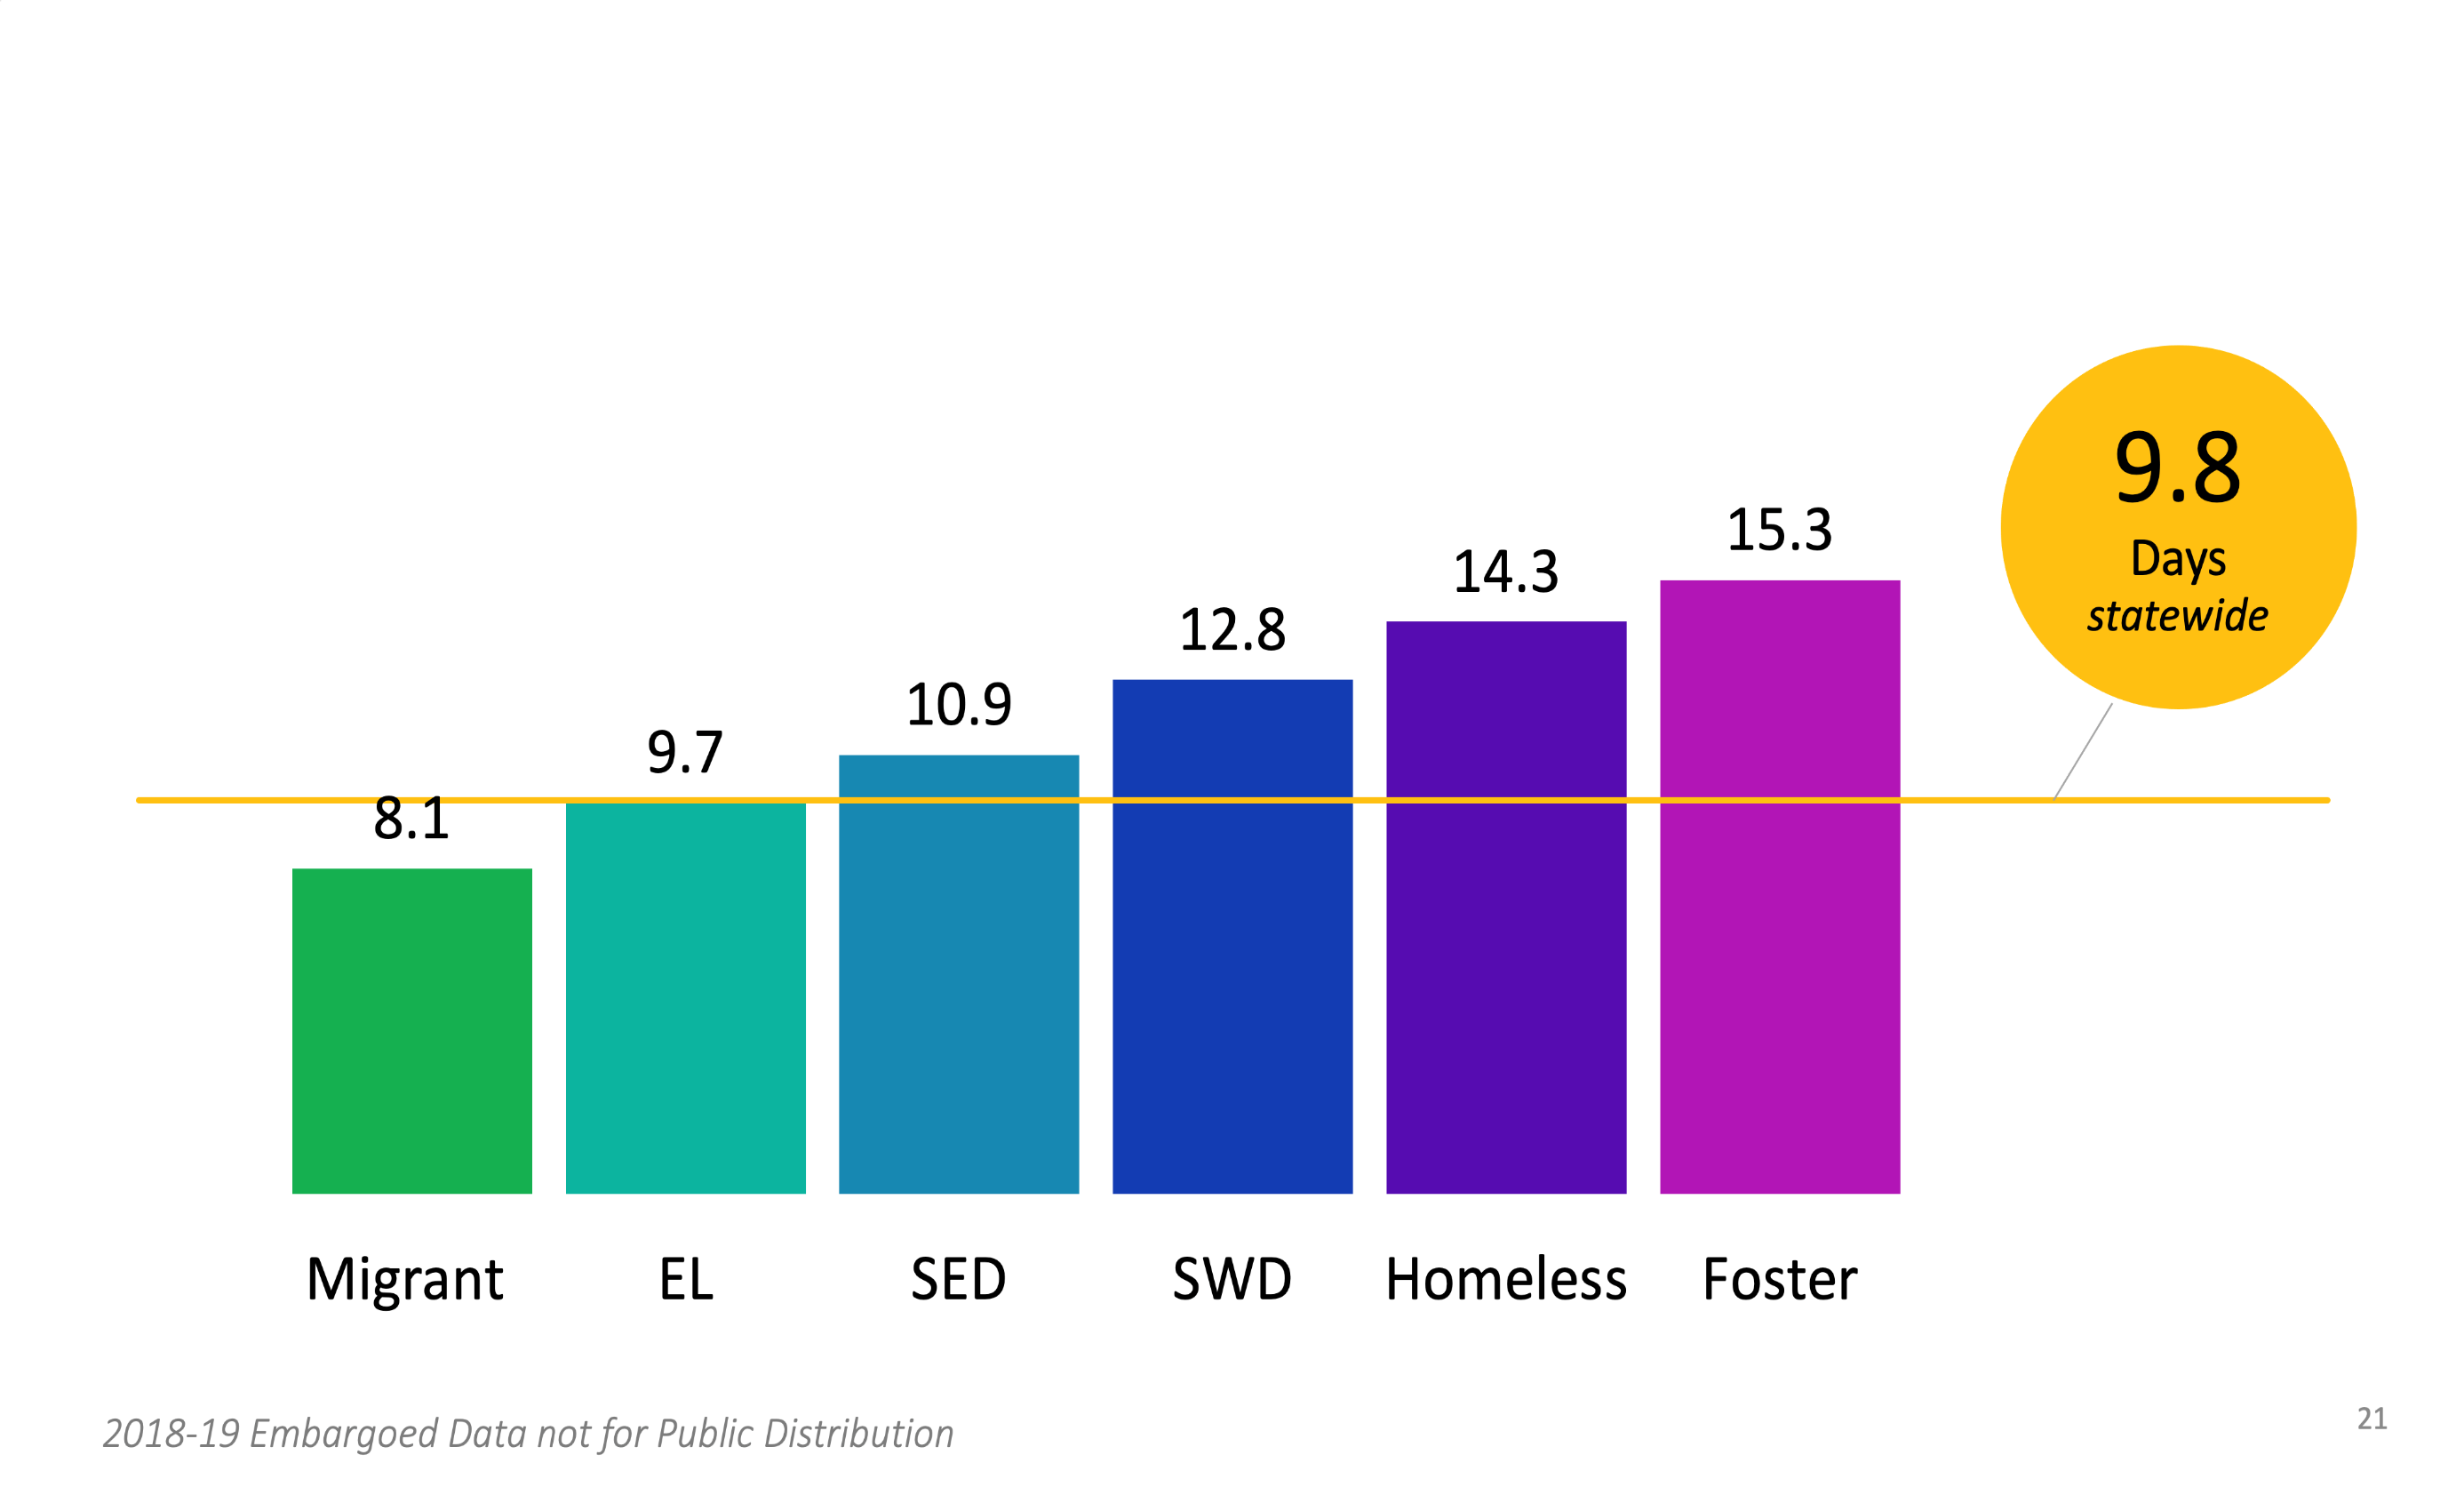 9.8
Days
statewide
15.3
14.3
12.8
10.9
9.7
8.1
Migrant EL SED SWD Homeless Foster
2018-19 Embargoed Data not for Public Distribution
21